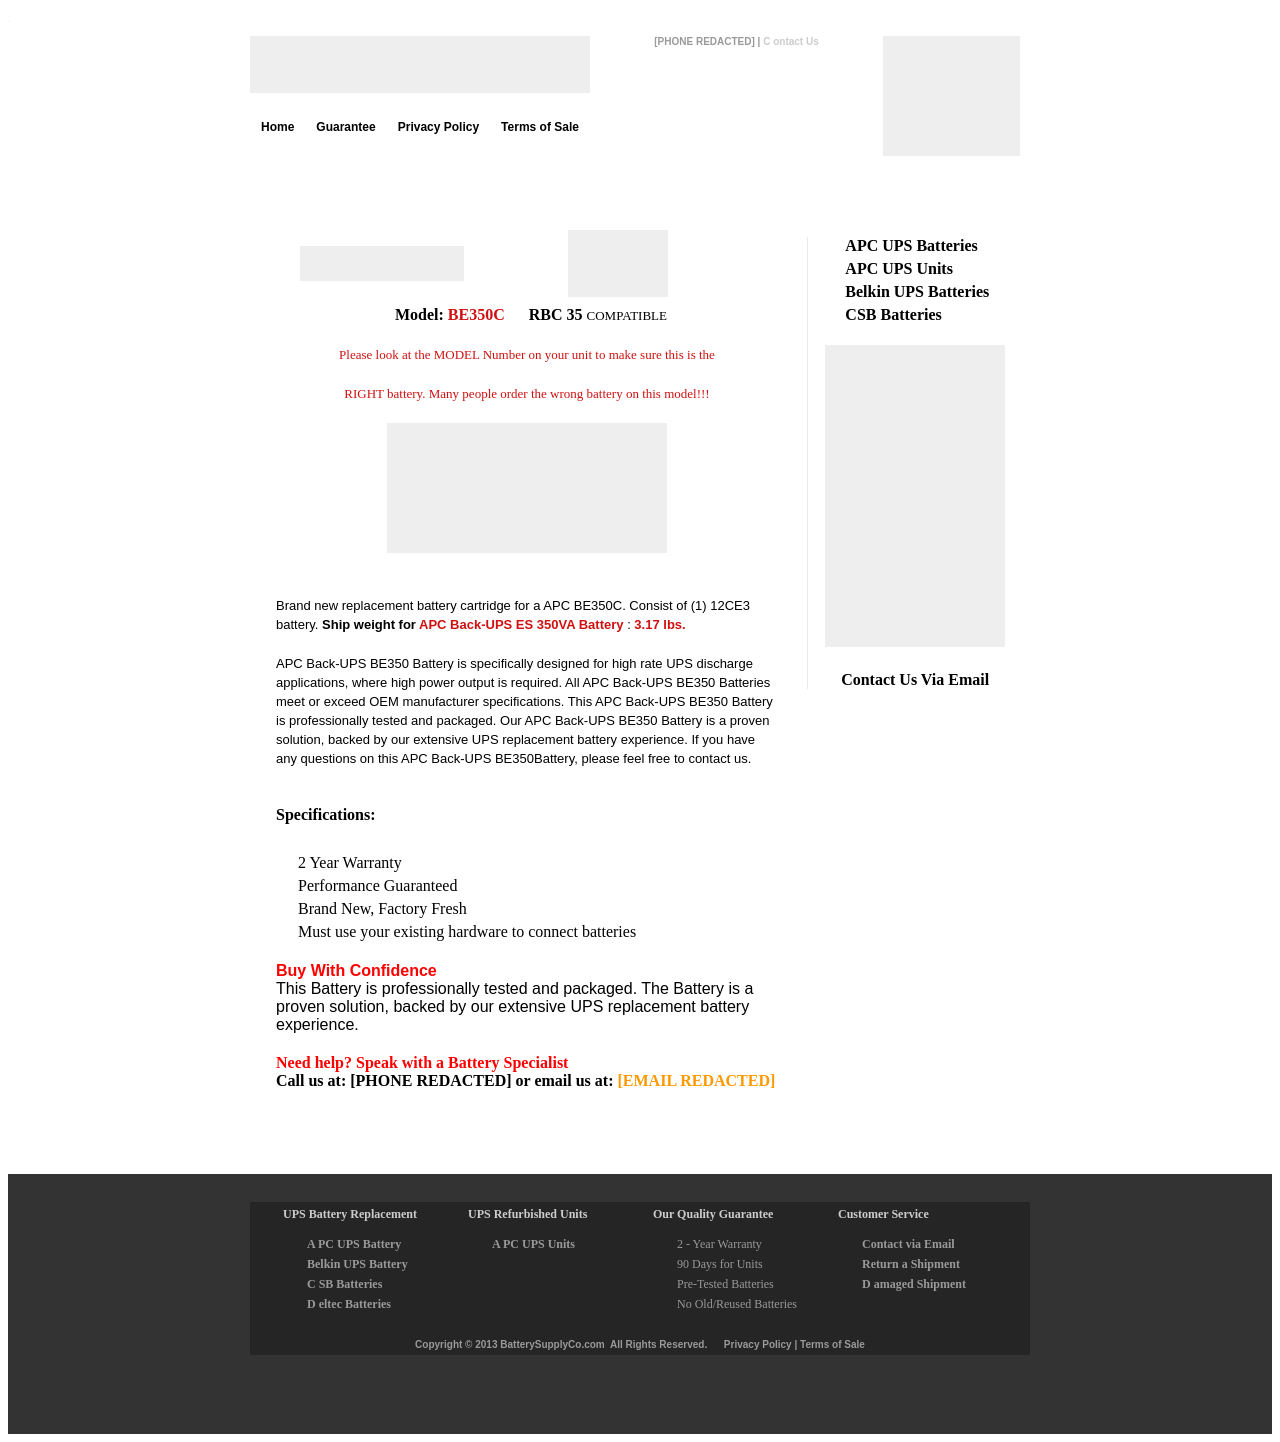 [PHONE REDACTED] | C ontact Us
Home Guarantee Privacy Policy Terms of Sale
Model: BE350C RBC 35 COMPATIBLE
Please look at the MODEL Number on your unit to make sure this is the
RIGHT battery. Many people order the wrong battery on this model!!!
Brand new replacement battery cartridge for a APC BE350C. Consist of (1) 12CE3
battery. Ship weight for APC Back-UPS ES 350VA Battery : 3.17 lbs.
APC Back-UPS BE350 Battery is specifically designed for high rate UPS discharge
applications, where high power output is required. All APC Back-UPS BE350 Batteries
meet or exceed OEM manufacturer specifications. This APC Back-UPS BE350 Battery
is professionally tested and packaged. Our APC Back-UPS BE350 Battery is a proven
solution, backed by our extensive UPS replacement battery experience. If you have
any questions on this APC Back-UPS BE350Battery, please feel free to contact us.
Specifications:
2 Year Warranty
Performance Guaranteed
Brand New, Factory Fresh
Must use your existing hardware to connect batteries
Buy With Confidence
This Battery is professionally tested and packaged. The Battery is a
proven solution, backed by our extensive UPS replacement battery
experience.
Need help? Speak with a Battery Specialist
Call us at: [PHONE REDACTED] or email us at: [EMAIL REDACTED]
APC UPS Batteries
APC UPS Units
Belkin UPS Batteries
CSB Batteries
Contact Us Via Email
UPS Battery Replacement
A PC UPS Battery
Belkin UPS Battery
C SB Batteries
D eltec Batteries
UPS Refurbished Units
A PC UPS Units
Our Quality Guarantee
2 - Year Warranty
90 Days for Units
Pre-Tested Batteries
No Old/Reused Batteries
Customer Service
Contact via Email
Return a Shipment
D amaged Shipment
Copyright © 2013 BatterySupplyCo.com All Rights Reserved. Privacy Policy | Terms of Sale